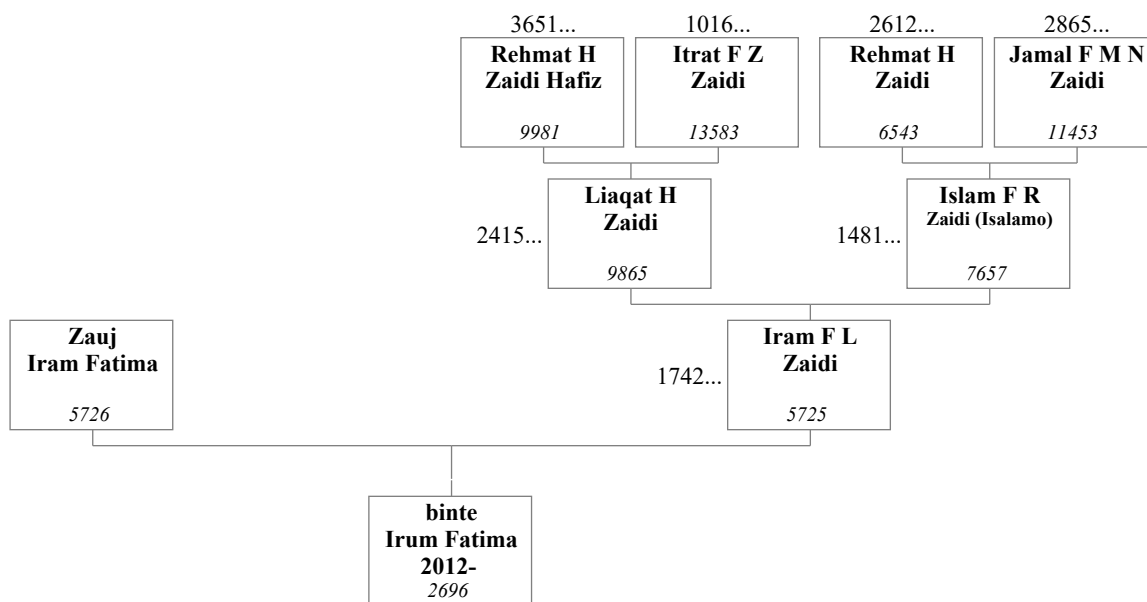 3651... 1016... 2612... 2865...
Rehmat H Itrat F Z Rehmat H Jamal F M N
Zaidi Hafiz Zaidi Zaidi Zaidi
9981 13583 6543 11453
Liaqat H Islam F R
Zaidi Zaidi (Isalamo)
2415... 1481...
9865 7657
Zauj Iram F L
Iram Fatima Zaidi
1742...
5726 5725
binte
Irum Fatima
2012-
2696